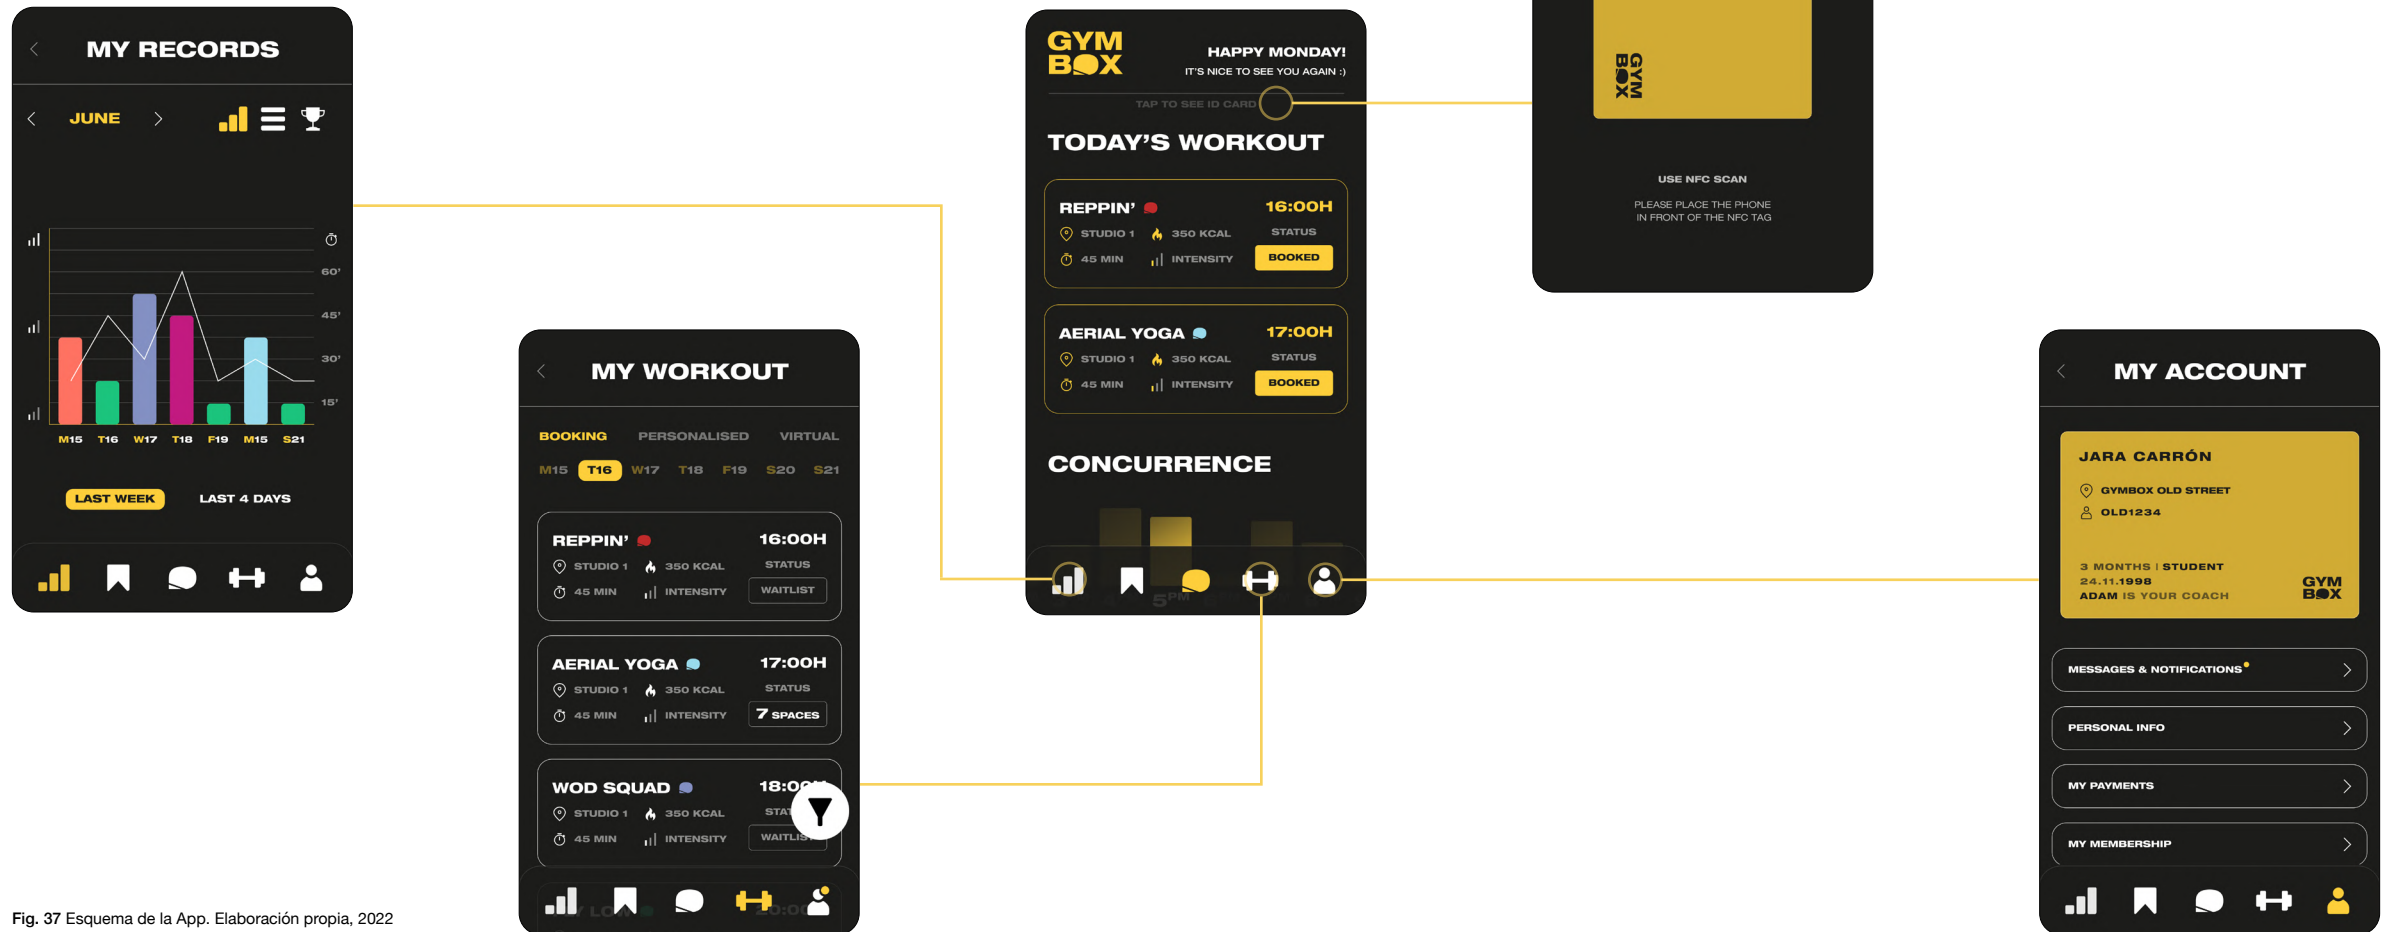 MY RECORDS
JUNE
60'
45'
30'
15'
M15 T16 W17 T18 F19 M15 S21
LAST WEEK LAST 4 DAYS
MY WORKOUT
BOOKING PERSONALISED VIRTUAL
M15 T16 W17 T18 F19 S20 S21
REPPIN' 16:00H
STUDIO 1 350 KCAL STATUS
45 MIN INTENSITY WAITLIST
AERIAL YOGA 17:00H
STUDIO 1 350 KCAL STATUS
45 MIN INTENSITY 7 SPACES
WOD SQUAD 18:00H
STUDIO 1 350 KCAL
45 MIN INTENSITY WAITLIST
LOW 20:00
GYM
BOX
HAPPY MONDAY!
IT'S NICE TO SEE YOU AGAIN :)
TAP TO SEE ID CARD
TODAY'S WORKOUT
REPPIN' 16:00H
STUDIO 1 350 KCAL STATUS
45 MIN INTENSITY BOOKED
AERIAL YOGA 17:00H
STUDIO 1 350 KCAL STATUS
45 MIN INTENSITY BOOKED
CONCURRENCE
5PM
GYM
BOX
USE NFC SCAN
PLEASE PLACE THE PHONE
IN FRONT OF THE NFC TAG
MY ACCOUNT
JARA CARRÓN
GYMBOX OLD STREET
OLD1234
3 MONTHS | STUDENT
24.11.1998
ADAM IS YOUR COACH
GYM
BOX
MESSAGES & NOTIFICATIONS
PERSONAL INFO
MY PAYMENTS
MY MEMBERSHIP
Fig. 37 Esquema de la App. Elaboración propia, 2022